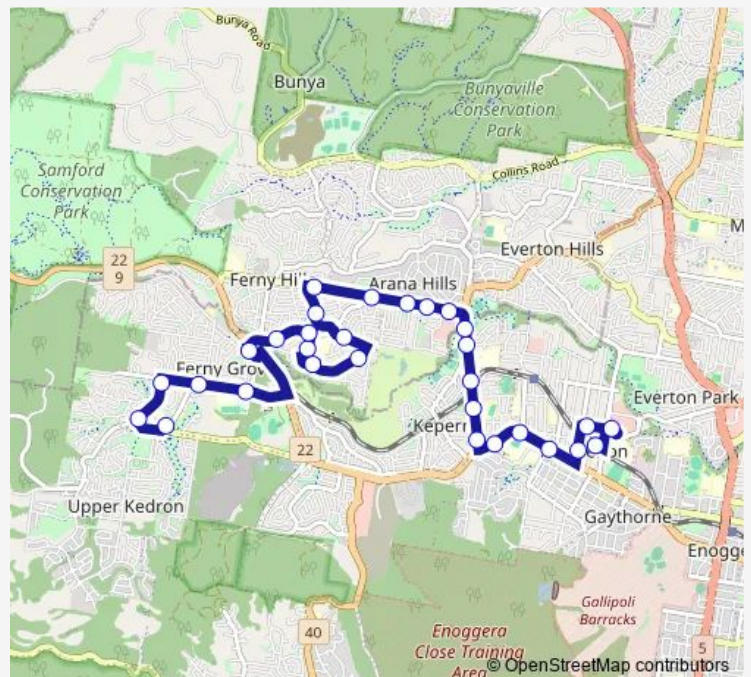 Bunya Road
Bunya
Bunyaville
Conservation
Park
Collins Road
Samford
Conservation
Park
22
9
Everton Hills
Ferny Hi
Arana Hills
Ferny Grov
Everton Park
Keperr
on
22
Upper Kedron
Gaythorne
Enogge
Gallipoli
Barracks
40
Enoggera
Close Training
Area
5
M
© OpenStreetMap contributors